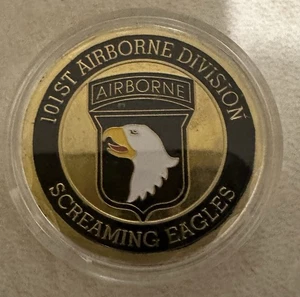 101ST AIRBORNE DIVISION
AIRBORNE
SCREAMING EAGLES